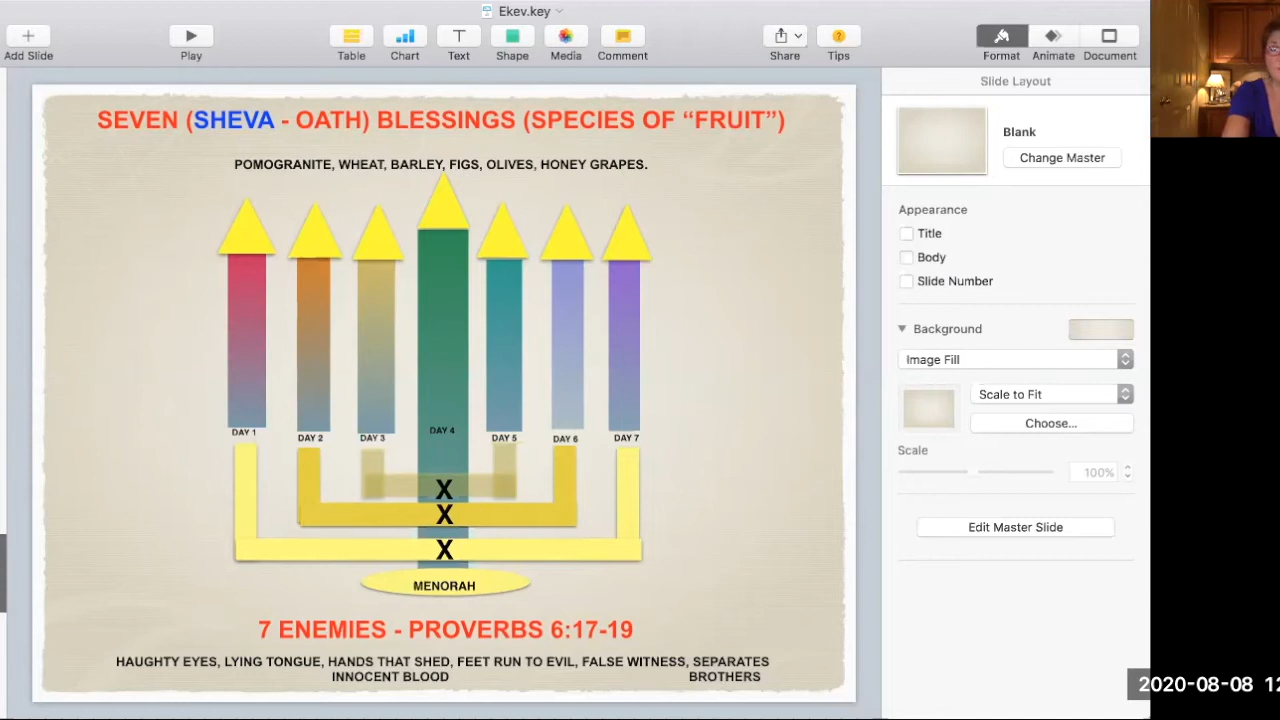 Ekev.key
Add Slide
Play
Table
Chart
Text
Shape
Media
Comment
Share
Tips
Format
Animate
Document
Slide Layout
Blank
Change Master
Appearance
Title
Body
Slide Number
Background
Image Fill
Scale to Fit
Choose...
Scale
100%
Edit Master Slide
SEVEN (SHEVA - OATH) BLESSINGS (SPECIES OF “FRUIT”)
POMOGRANITE, WHEAT, BARLEY, FIGS, OLIVES, HONEY GRAPES.
DAY 1
DAY 2
DAY 3
DAY 4
DAY 5
DAY 6
DAY 7
X
X
X
MENORAH
7 ENEMIES - PROVERBS 6:17-19
HAUGHTY EYES, LYING TONGUE, HANDS THAT SHED, FEET RUN TO EVIL, FALSE WITNESS, SEPARATES
INNOCENT BLOOD BROTHERS
2020-08-08 12